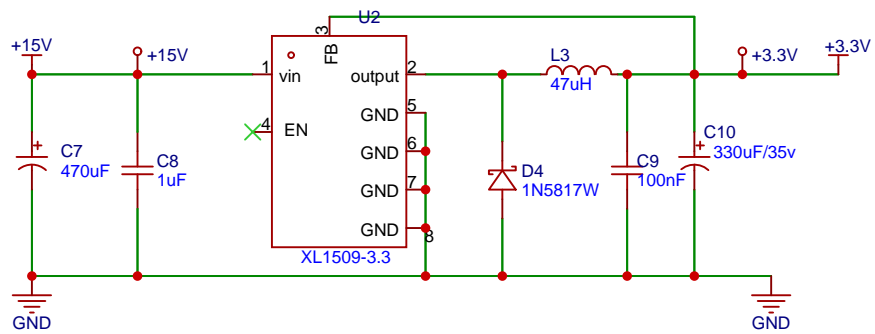 U2
+15V
+15V
3
FB
1
vin
output
2
L3
47uH
+3.3V
+3.3V
4
EN
GND
5
C7
470uF
C8
1uF
GND
6
D4
1N5817W
C9
100nF
C10
330uF/35v
GND
7
GND
8
XL1509-3.3
GND
GND